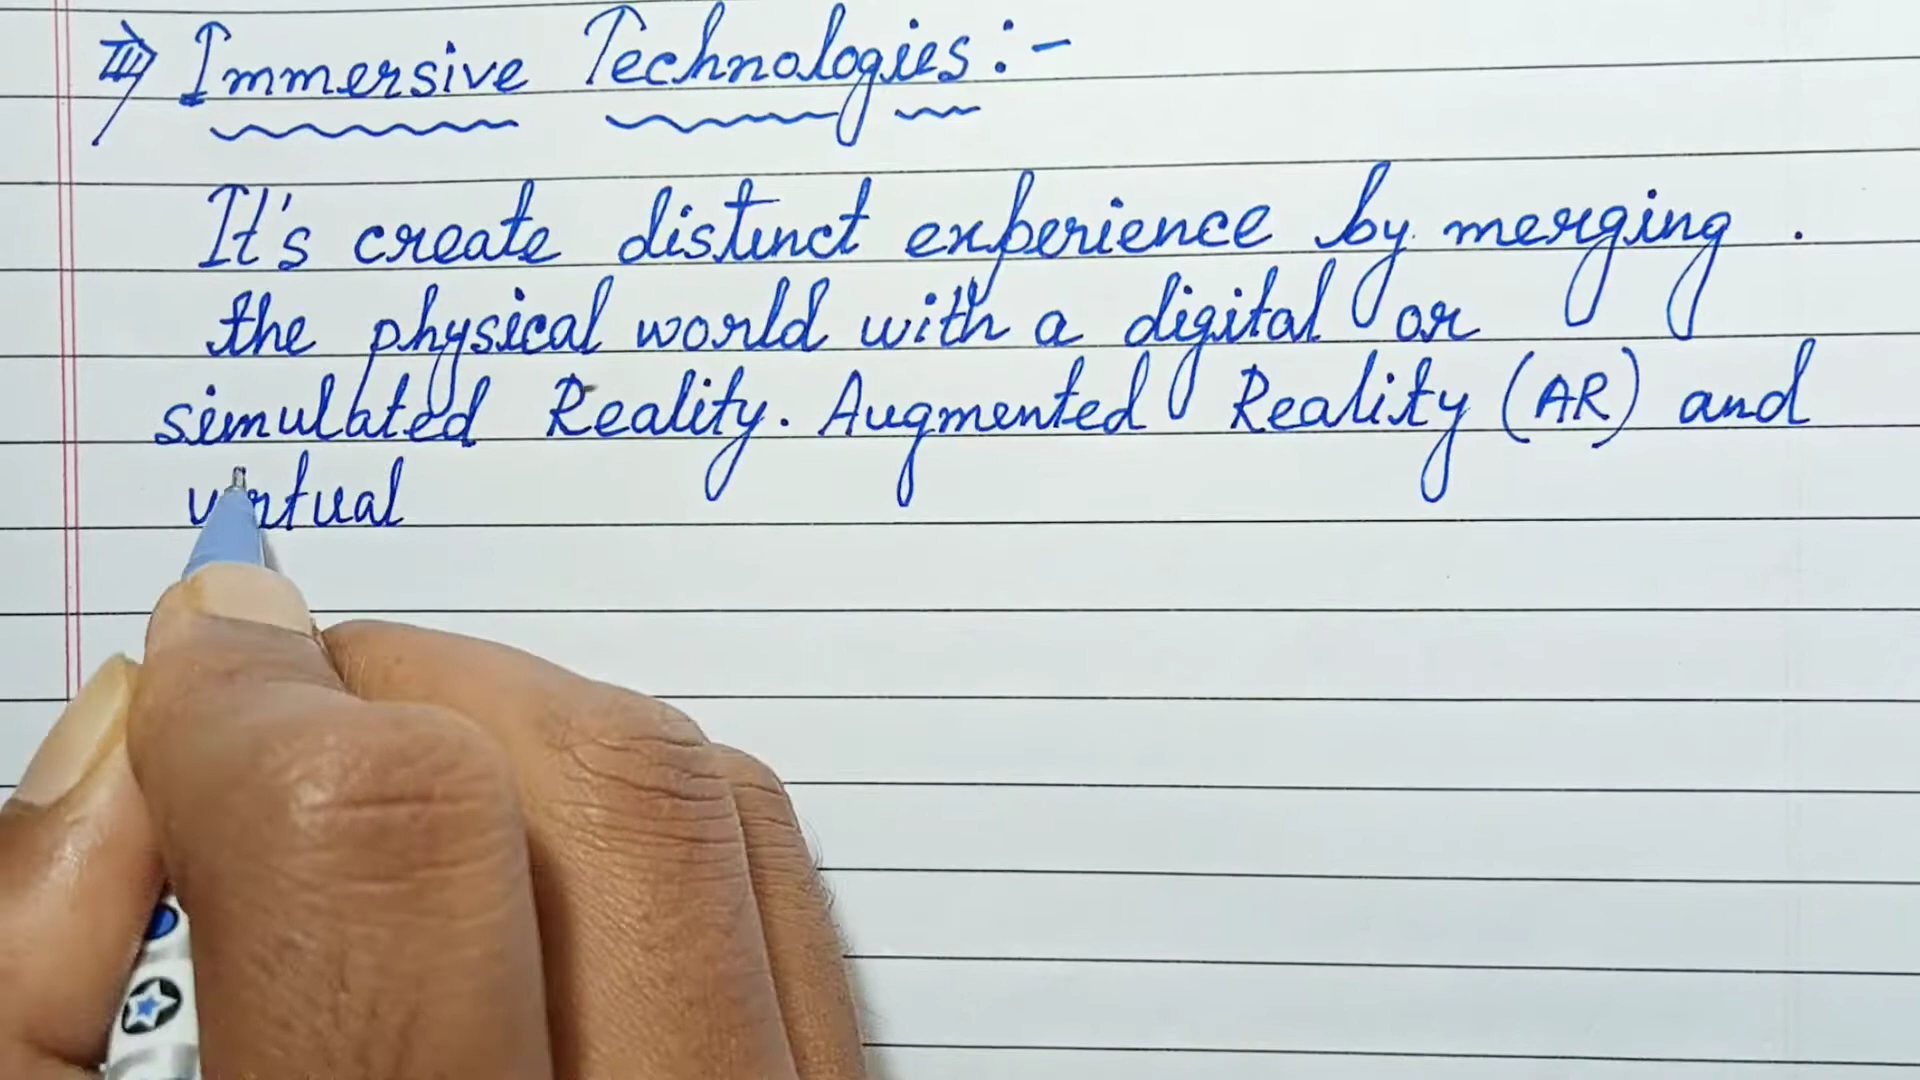 ⇒ Immersive Technologies:-
It's create distinct experience by merging .
the physical world with a digital or
simulated Reality. Augmented Reality (AR) and
virtual